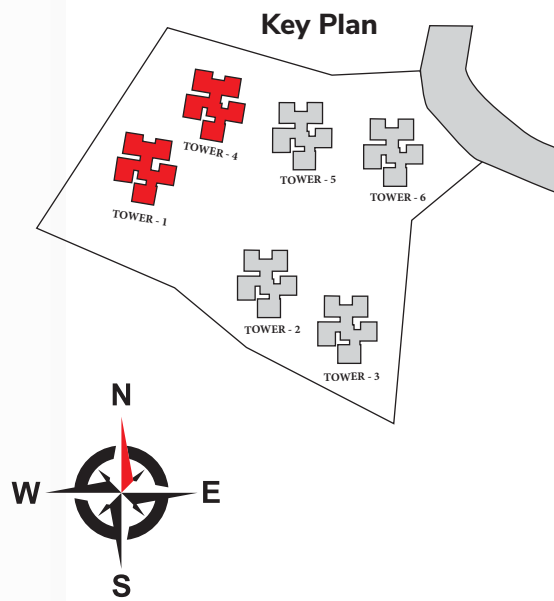 Key Plan
TOWER - 4
TOWER - 5
TOWER - 6
TOWER - 1
TOWER - 2
TOWER - 3
N
W
E
S